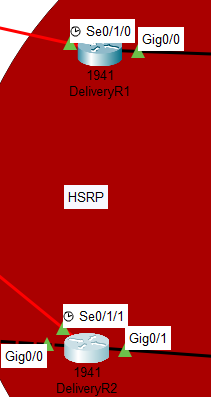 Se0/1/0
Gig0/0
1941
DeliveryR1
HSRP
Se0/1/1
Gig0/1
Gig0/0
1941
DeliveryR2